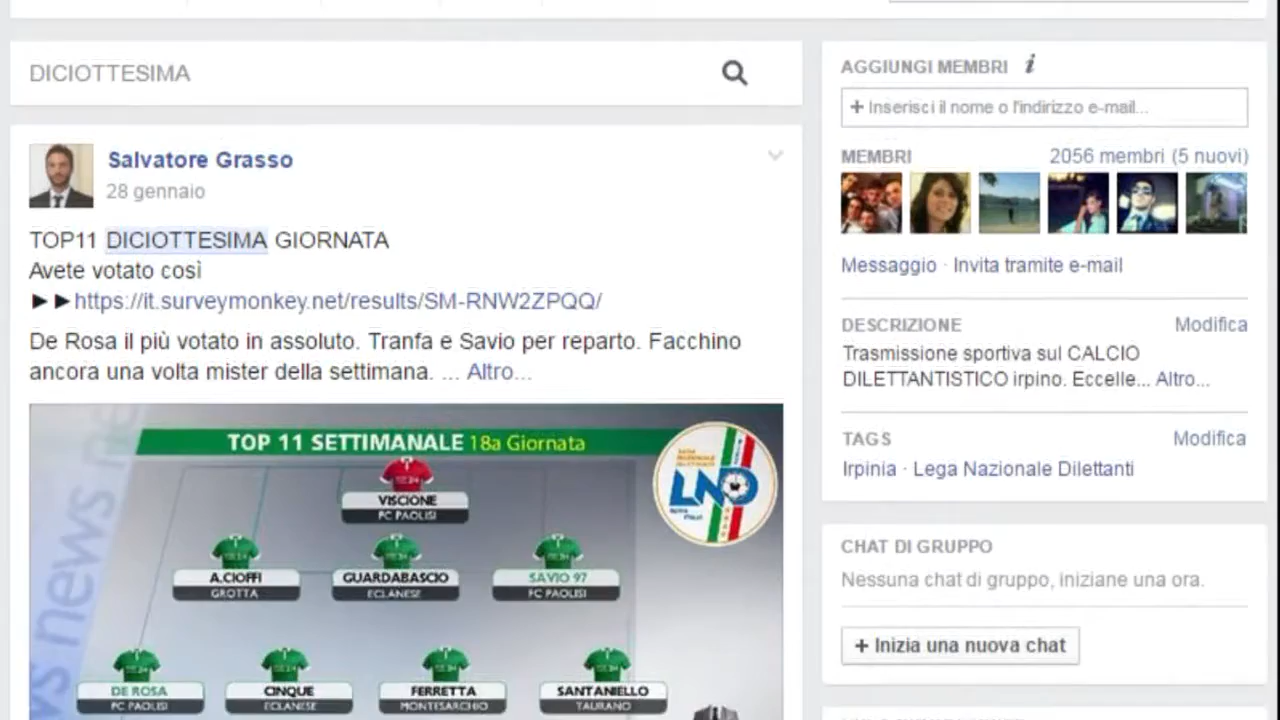 DICIOTTESIMA
Salvatore Grasso
28 gennaio
TOP11 DICIOTTESIMA GIORNATA
Avete votato così
►►https://it.surveymonkey.net/results/SM-RNW2ZPQQ/
De Rosa il più votato in assoluto. Tranfa e Savio per reparto. Facchino
ancora una volta mister della settimana. ... Altro...
TOP 11 SETTIMANALE 18a Giornata
LND
VISCIONE
FC PAOLISI
A.CIOFFI
GROTTA
GUARDABASCIO
ECLANESE
SAVIO 97
FC PAOLISI
DE ROSA
FC PAOLISI
CINQUE
ECLANESE
FERRETTA
MONTESARCHIO
SANTANIELLO
TAURANO
news
AGGIUNGI MEMBRI i
+ Inserisci il nome o l'indirizzo e-mail...
MEMBRI 2056 membri (5 nuovi)
Messaggio · Invita tramite e-mail
DESCRIZIONE Modifica
Trasmissione sportiva sul CALCIO
DILETTANTISTICO irpino. Eccelle... Altro...
TAGS Modifica
Irpinia · Lega Nazionale Dilettanti
CHAT DI GRUPPO
Nessuna chat di gruppo, iniziane una ora.
+ Inizia una nuova chat